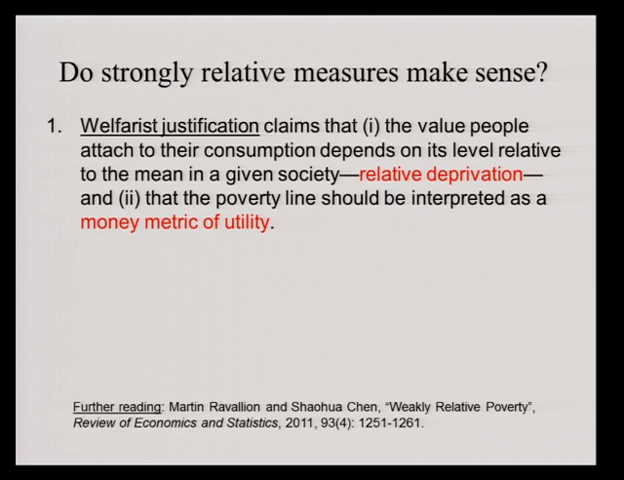 Do strongly relative measures make sense?
1. Welfarist justification claims that (i) the value people
attach to their consumption depends on its level relative
to the mean in a given society—relative deprivation—
and (ii) that the poverty line should be interpreted as a
money metric of utility.
Further reading: Martin Ravallion and Shaohua Chen, “Weakly Relative Poverty”,
Review of Economics and Statistics, 2011, 93(4): 1251-1261.